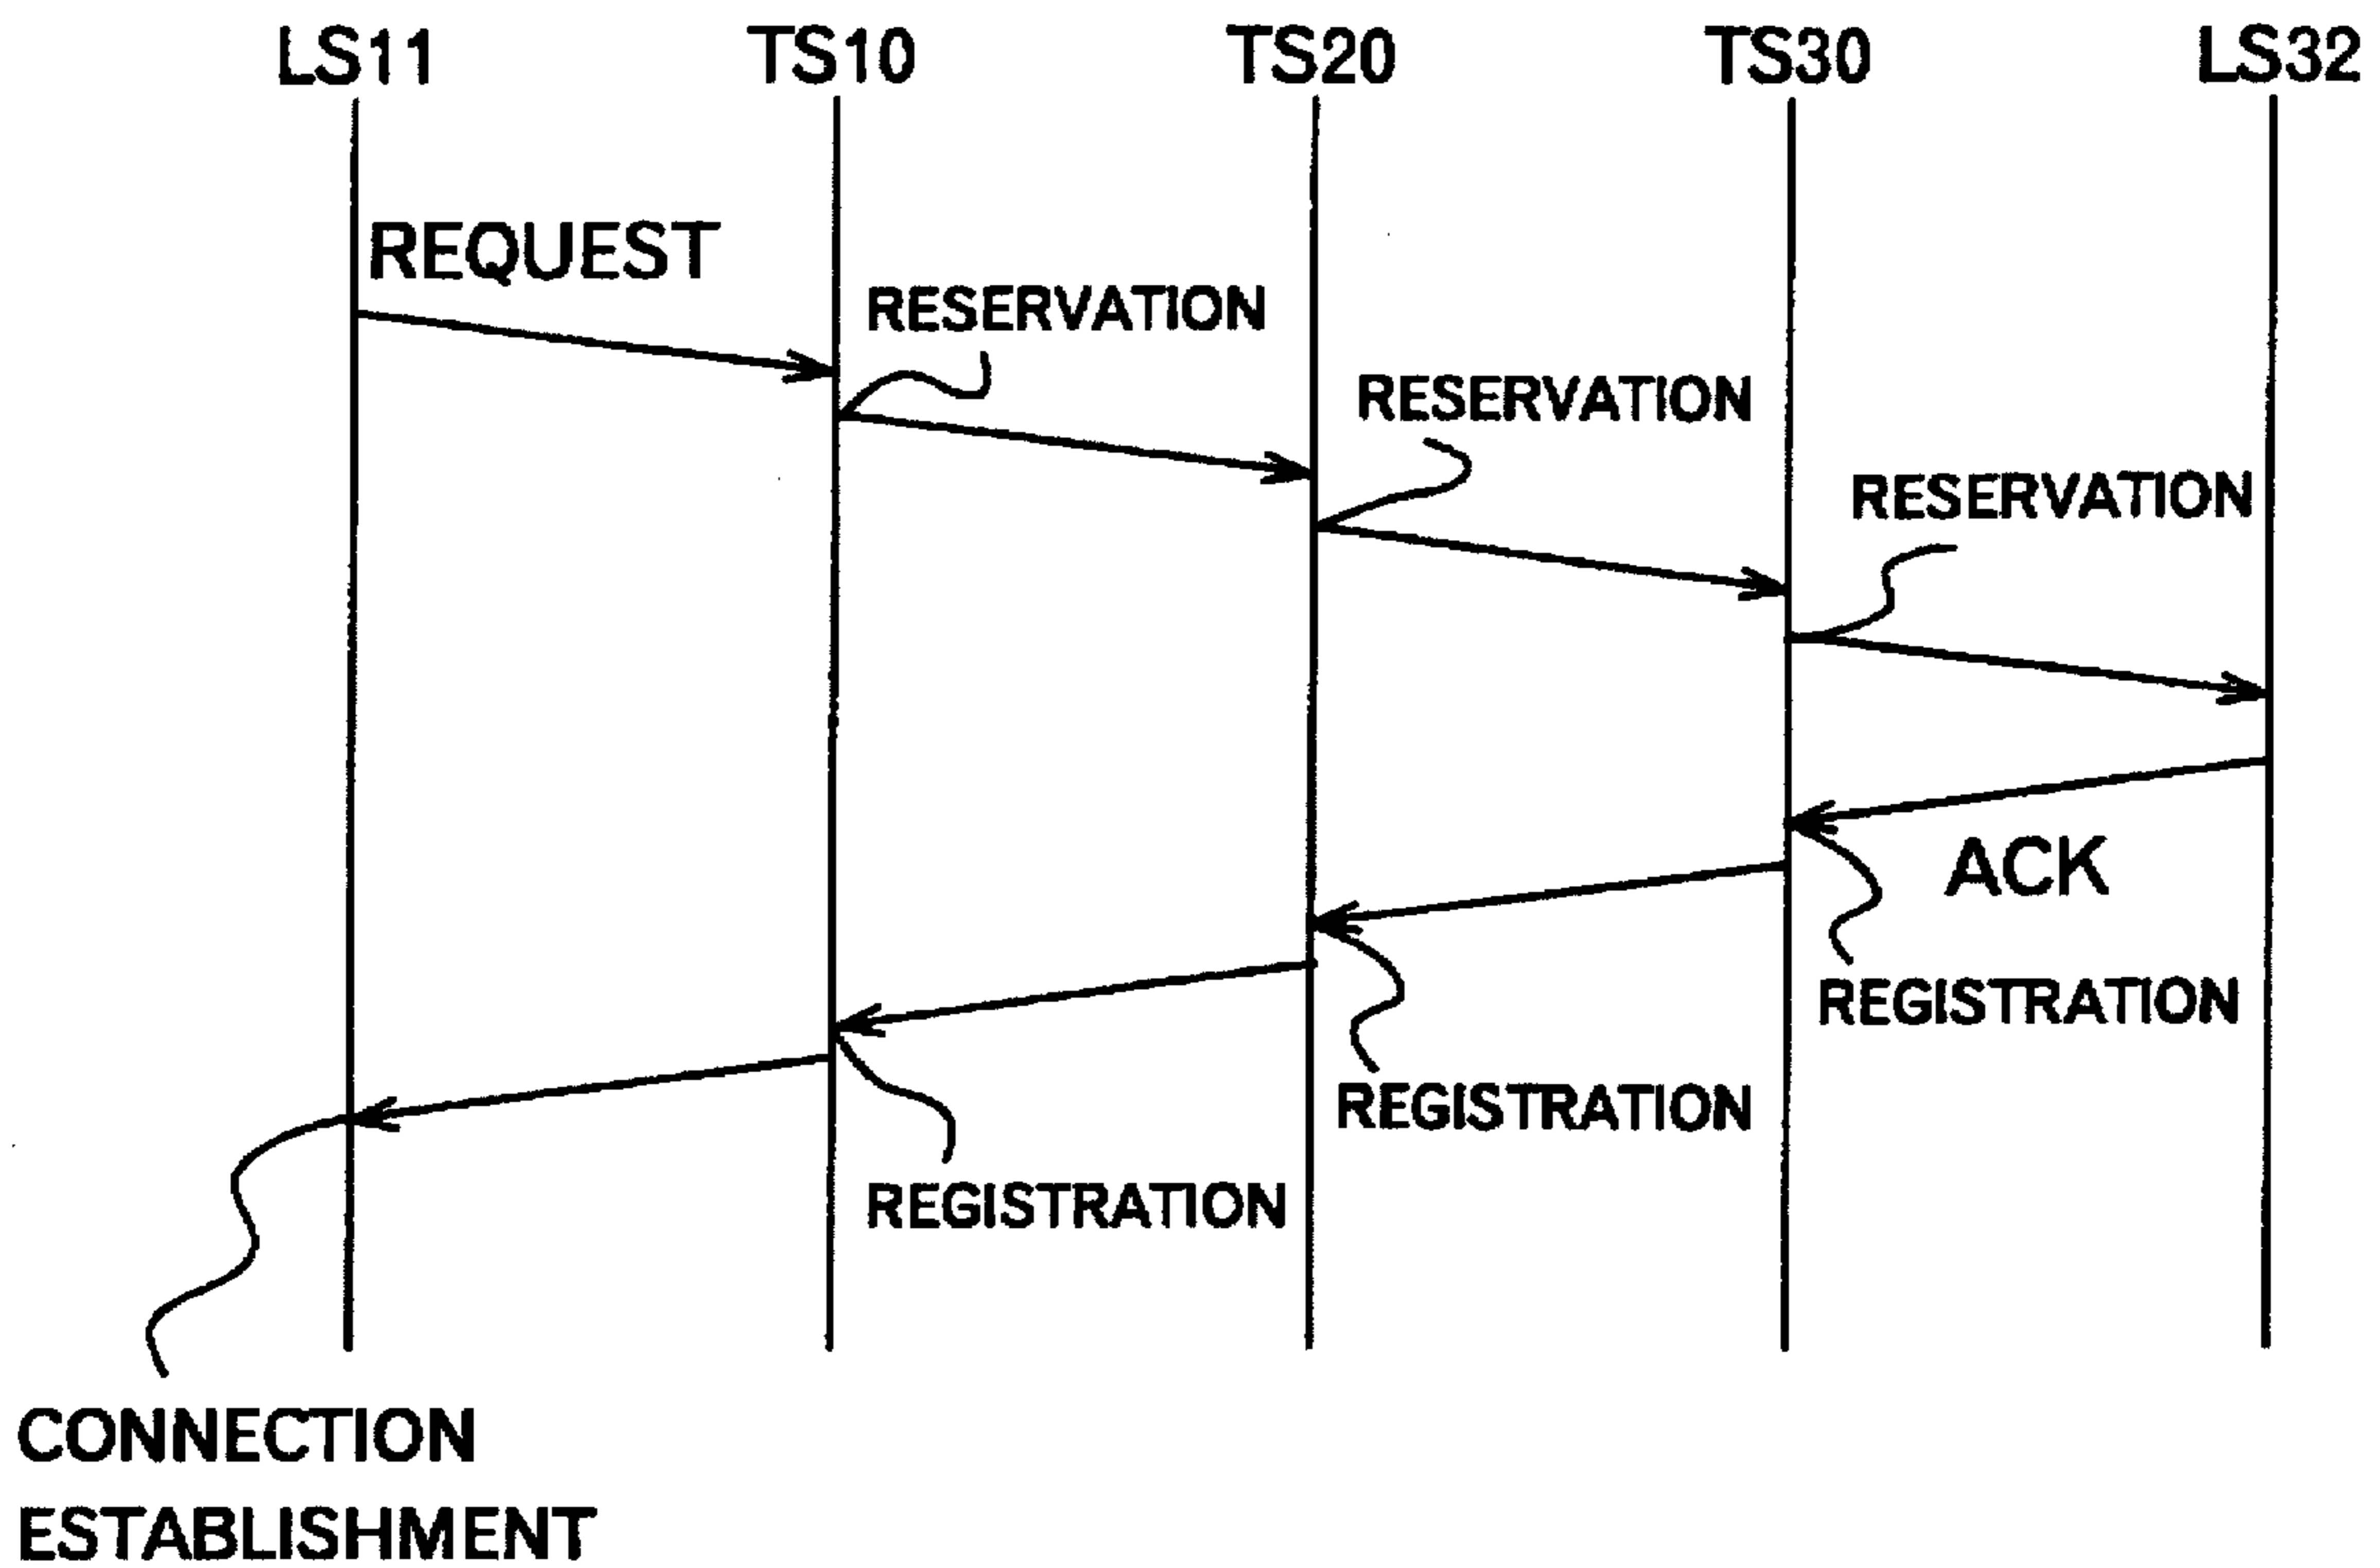 LS11 TS10 TS20 TS30 LS32
REQUEST
RESERVATION
RESERVATION
RESERVATION
ACK
REGISTRATION
REGISTRATION
REGISTRATION
CONNECTION
ESTABLISHMENT